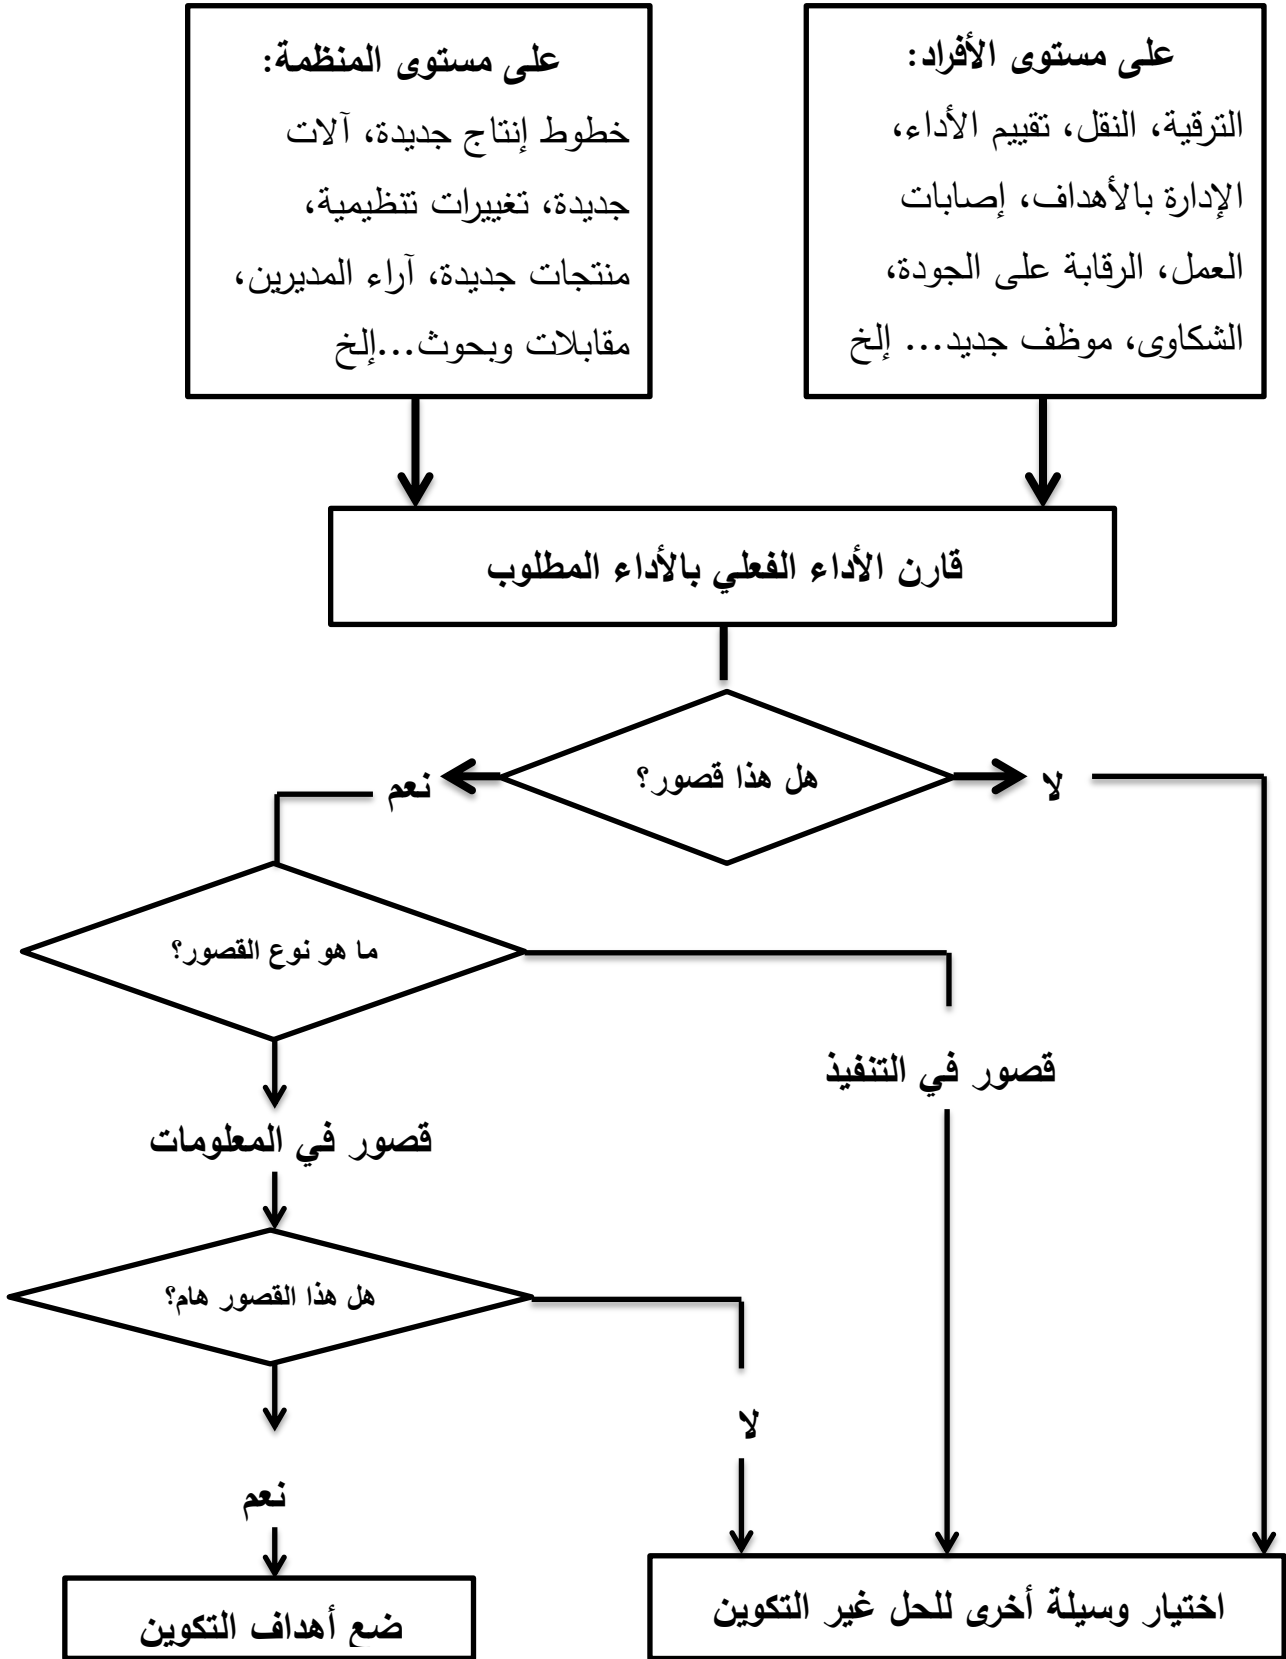 على مستوى الأفراد:
الترقية، النقل، تقييم الأداء،
الإدارة بالأهداف، إصابات
العمل، الرقابة على الجودة،
الشكاوى، موظف جديد... إلخ
على مستوى المنظمة:
خطوط إنتاج جديدة، آلات
جديدة، تغييرات تنظيمية،
منتجات جديدة، آراء المديرين،
مقابلات وبحوث...إلخ
قارن الأداء الفعلي بالأداء المطلوب
هل هذا قصور؟
لا
نعم
ما هو نوع القصور؟
قصور في التنفيذ
قصور في المعلومات
هل هذا القصور هام؟
لا
نعم
اختيار وسيلة أخرى للحل غير التكوين
ضع أهداف التكوين